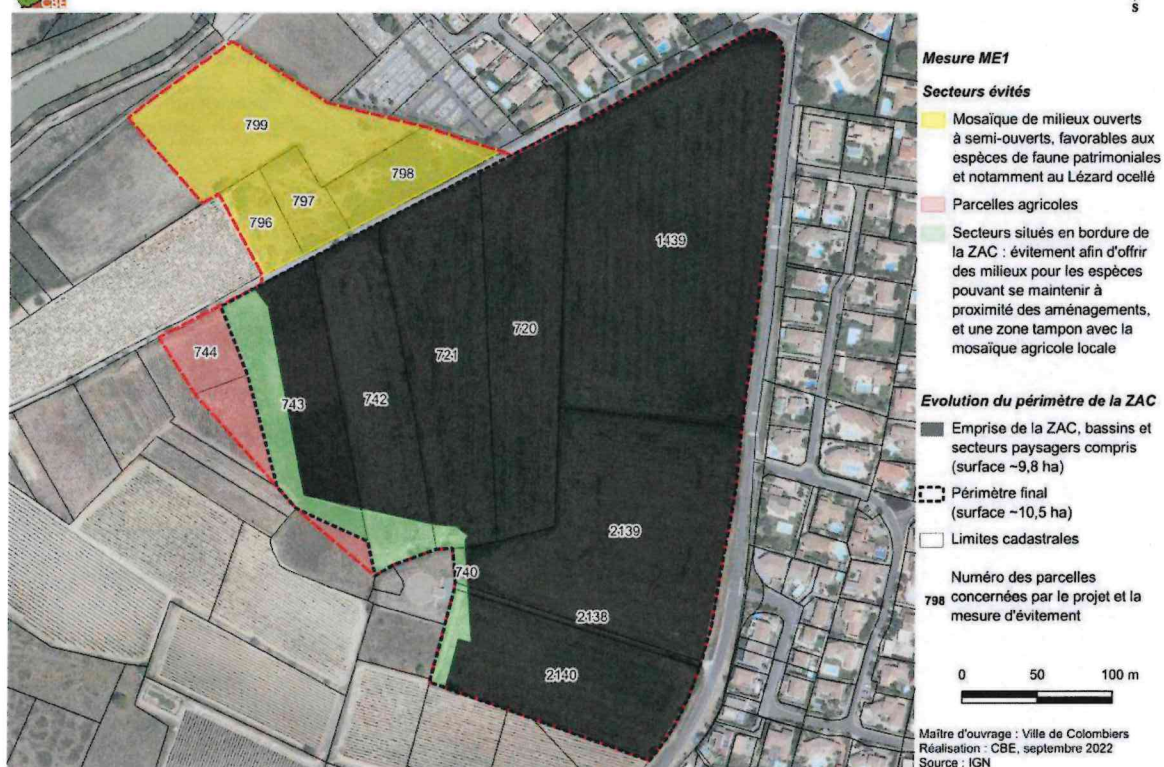 CBE
s
Mesure ME1
Secteurs évités
Mosaïque de milieux ouverts
à semi-ouverts, favorables aux
espèces de faune patrimoniales
et notamment au Lézard ocellé
Parcelles agricoles
Secteurs situés en bordure de
la ZAC : évitement afin d'offrir
des milieux pour les espèces
pouvant se maintenir à
proximité des aménagements,
et une zone tampon avec la
mosaïque agricole locale
Evolution du périmètre de la ZAC
Emprise de la ZAC, bassins et
secteurs paysagers compris
(surface ~9,8 ha)
Périmètre final
(surface ~10,5 ha)
Limites cadastrales
Numéro des parcelles
798 concernées par le projet et la
mesure d'évitement
0 50 100 m
Maître d'ouvrage : Ville de Colombiers
Réalisation : CBE, septembre 2022
Source : IGN
799
798
797
796
1439
720
744
721
743
742
2139
740
2138
2140